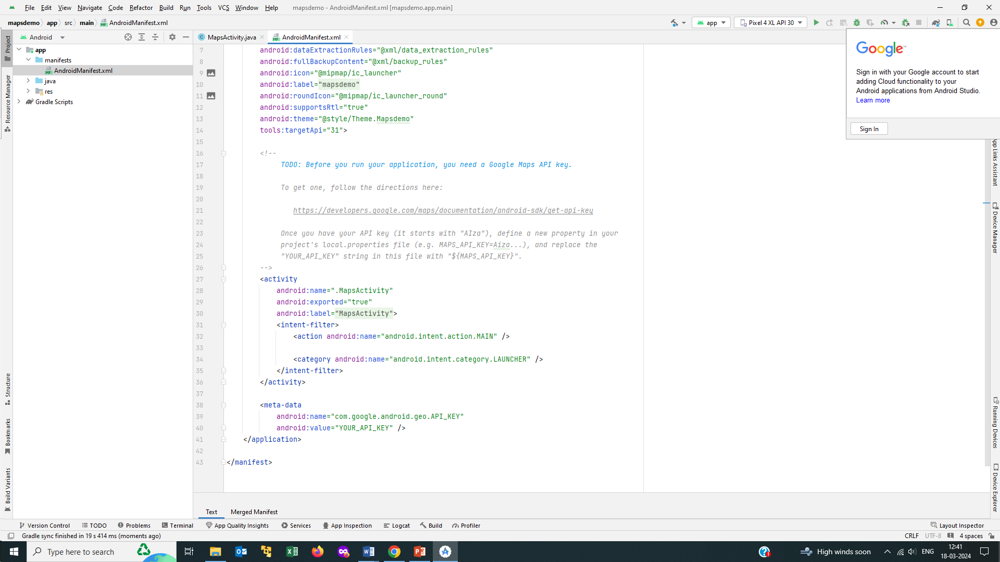 File Edit View Navigate Code Refactor Build Run Tools VCS Window Help mapsdemo - AndroidManifest.xml [mapsdemo.app.main]
mapsdemo app src main AndroidManifest.xml
app Pixel 4 XL API 30
Project
Resource Manager
Structure
Bookmarks
Build Variants
Android
app
manifests
AndroidManifest.xml
java
res
Gradle Scripts
MapsActivity.java AndroidManifest.xml
7 android:dataExtractionRules="@xml/data_extraction_rules"
8 android:fullBackupContent="@xml/backup_rules"
9 android:icon="@mipmap/ic_launcher"
10 android:label="mapsdemo"
11 android:roundIcon="@mipmap/ic_launcher_round"
12 android:supportsRtl="true"
13 android:theme="@style/Theme.Mapsdemo"
14 tools:targetApi="31">
15
16 <!--
17 TODO: Before you run your application, you need a Google Maps API key.
18
19 To get one, follow the directions here:
20
21 https://developers.google.com/maps/documentation/android-sdk/get-api-key
22
23 Once you have your API key (it starts with "AIza"), define a new property in your
24 project's local.properties file (e.g. MAPS_API_KEY=Aiza...), and replace the
25 "YOUR_API_KEY" string in this file with "${MAPS_API_KEY}".
26 -->
27 <activity
28 android:name=".MapsActivity"
29 android:exported="true"
30 android:label="MapsActivity">
31 <intent-filter>
32 <action android:name="android.intent.action.MAIN" />
33
34 <category android:name="android.intent.category.LAUNCHER" />
35 </intent-filter>
36 </activity>
37
38 <meta-data
39 android:name="com.google.android.geo.API_KEY"
40 android:value="YOUR_API_KEY" />
41 </application>
42
43 </manifest>
Text Merged Manifest
Google™
Sign in with your Google account to start
adding Cloud functionality to your
Android applications from Android Studio.
Learn more
Sign In
App Links Assistant
Device Manager
Running Devices
Device Explorer
Version Control TODO Problems Terminal App Quality Insights Services App Inspection Logcat Build Profiler Layout Inspector
Gradle sync finished in 19 s 414 ms (moments ago) CRLF UTF-8 4 spaces
Type here to search High winds soon ENG 12:41
18-03-2024